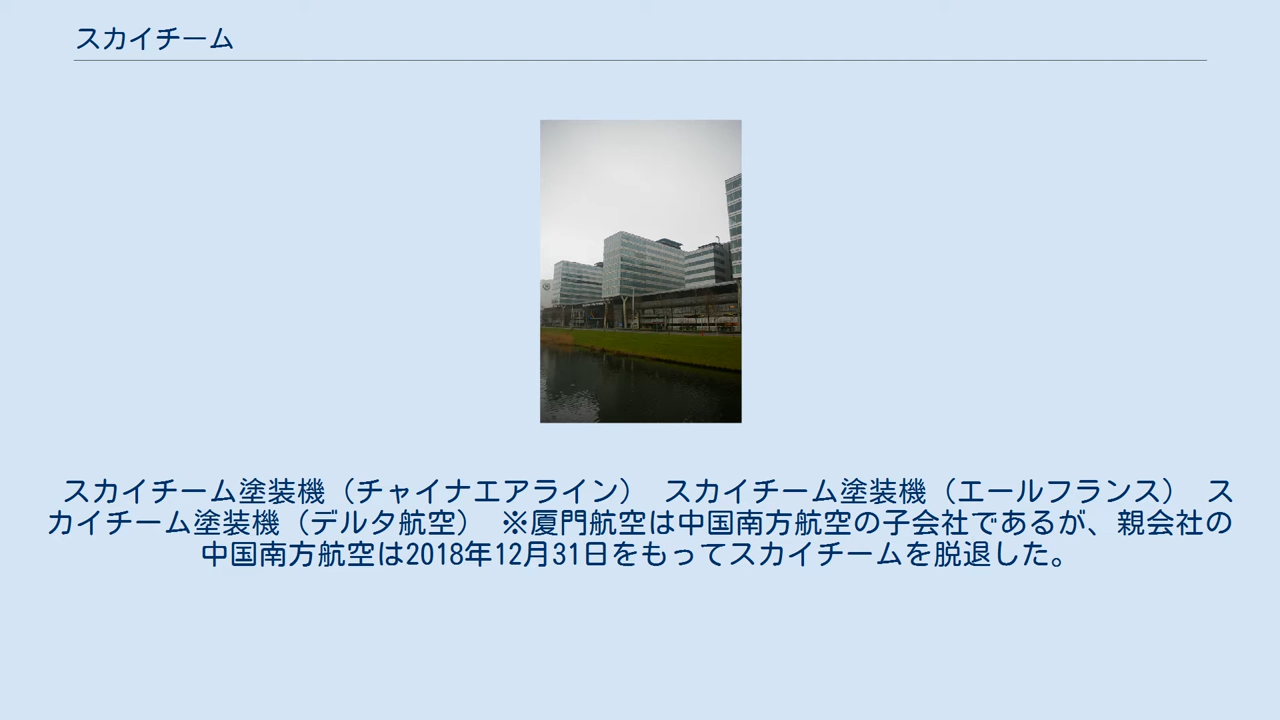 スカイチーム
スカイチーム塗装機（チャイナエアライン）　スカイチーム塗装機（エールフランス）　ス
カイチーム塗装機（デルタ航空）　※厦門航空は中国南方航空の子会社であるが、親会社の
中国南方航空は2018年12月31日をもってスカイチームを脱退した。